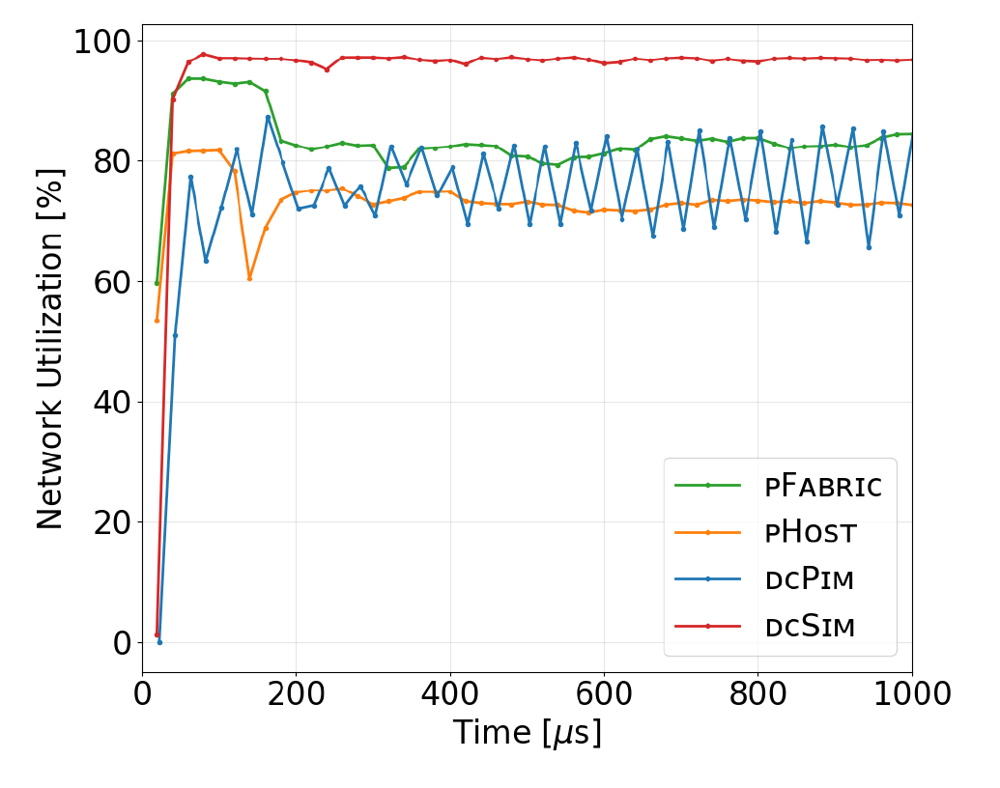 100
80
60
40
20
0
Network Utilization [%]
0 200 400 600 800 1000
Time [μs]
pFabric
pHost
dcPim
dcSim